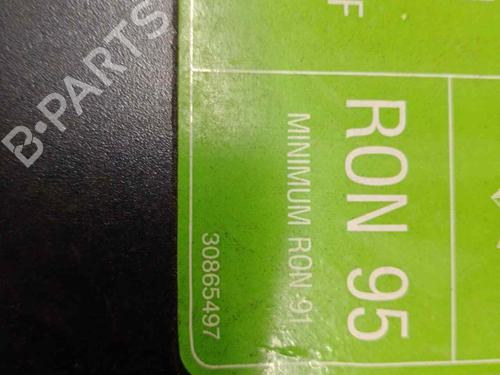 F
RON 95
MINIMUM RON 91
30865497
B-PARTS